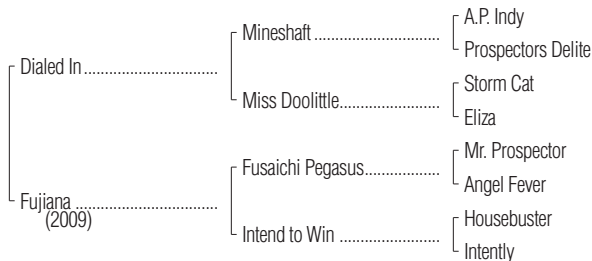 A.P. Indy
Mineshaft ....................................
Prospectors Delite
Dialed In......................................
Storm Cat
Miss Doolittle.............................
Eliza
Mr. Prospector
Fusaichi Pegasus.....................
Angel Fever
Fujiana ........................................
(2009)
Housebuster
Intend to Win .............................
Intently